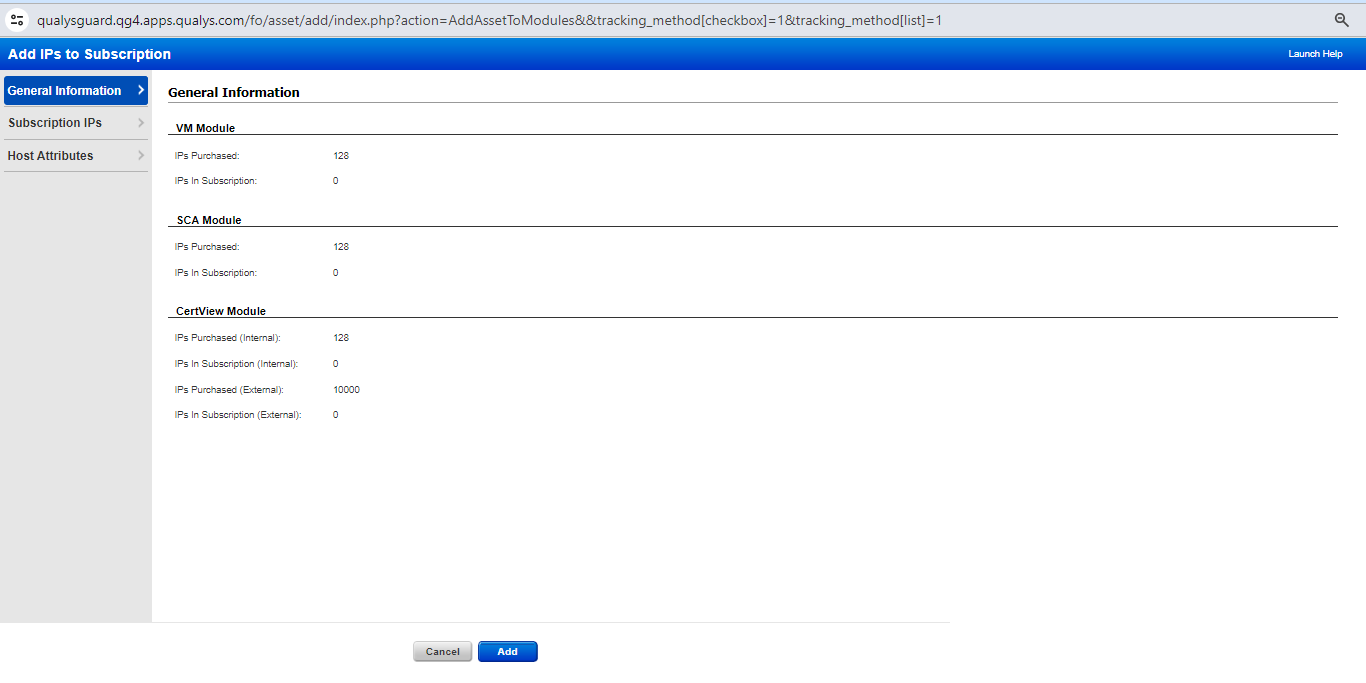 qualysguard.qg4.apps.qualys.com/fo/asset/add/index.php?action=AddAssetToModules&&tracking_method[checkbox]=1&tracking_method[list]=1
Add IPs to Subscription
Launch Help
General Information
Subscription IPs
Host Attributes
General Information
VM Module
IPs Purchased: 128
IPs In Subscription: 0
SCA Module
IPs Purchased: 128
IPs In Subscription: 0
CertView Module
IPs Purchased (Internal): 128
IPs In Subscription (Internal): 0
IPs Purchased (External): 10000
IPs In Subscription (External): 0
Cancel
Add